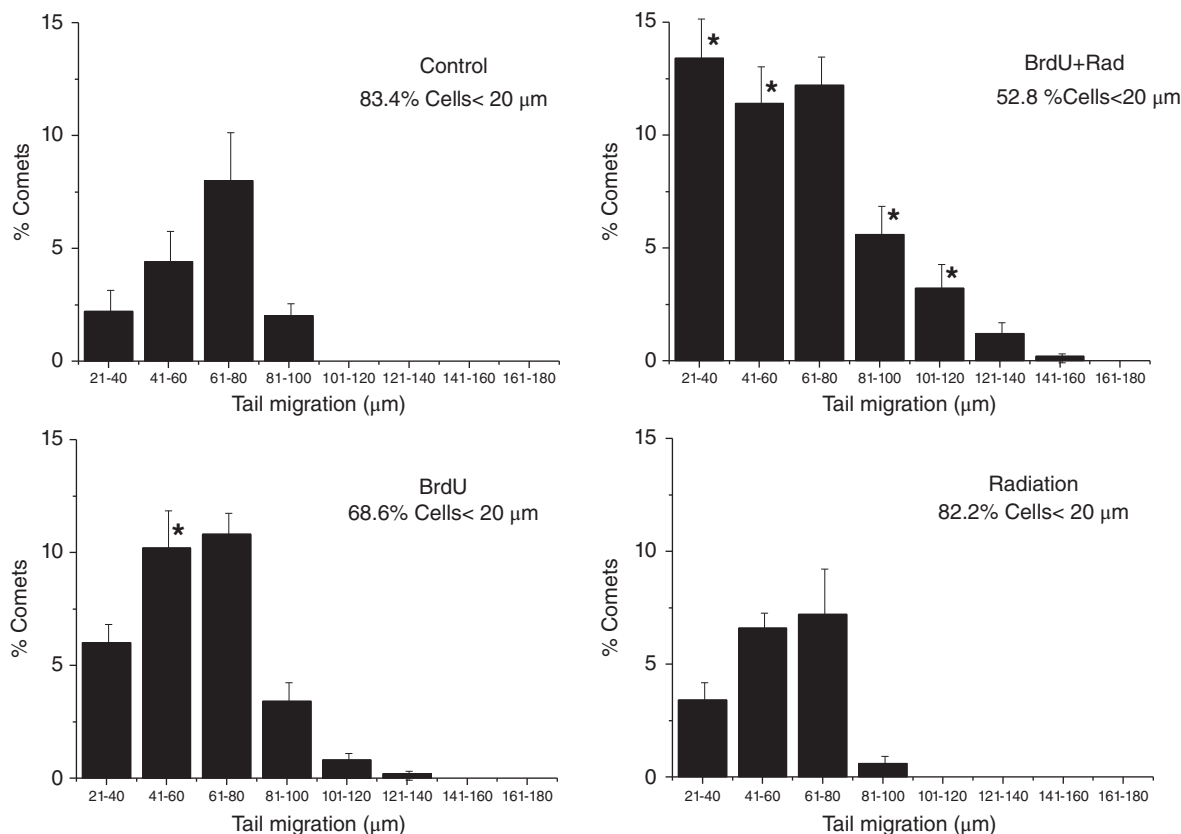 15
10
5
0
% Comets
Control
83.4% Cells< 20 μm
21-40 41-60 61-80 81-100 101-120 121-140 141-160 161-180
Tail migration (μm)
15
10
5
0
% Comets
BrdU+Rad
52.8 %Cells<20 μm
* * * *
21-40 41-60 61-80 81-100 101-120 121-140 141-160 161-180
Tail migration (μm)
15
10
5
0
% Comets
BrdU
68.6% Cells< 20 μm
*
21-40 41-60 61-80 81-100 101-120 121-140 141-160 161-180
Tail migration (μm)
15
10
5
0
% Comets
Radiation
82.2% Cells< 20 μm
21-40 41-60 61-80 81-100 101-120 121-140 141-160 161-180
Tail migration (μm)